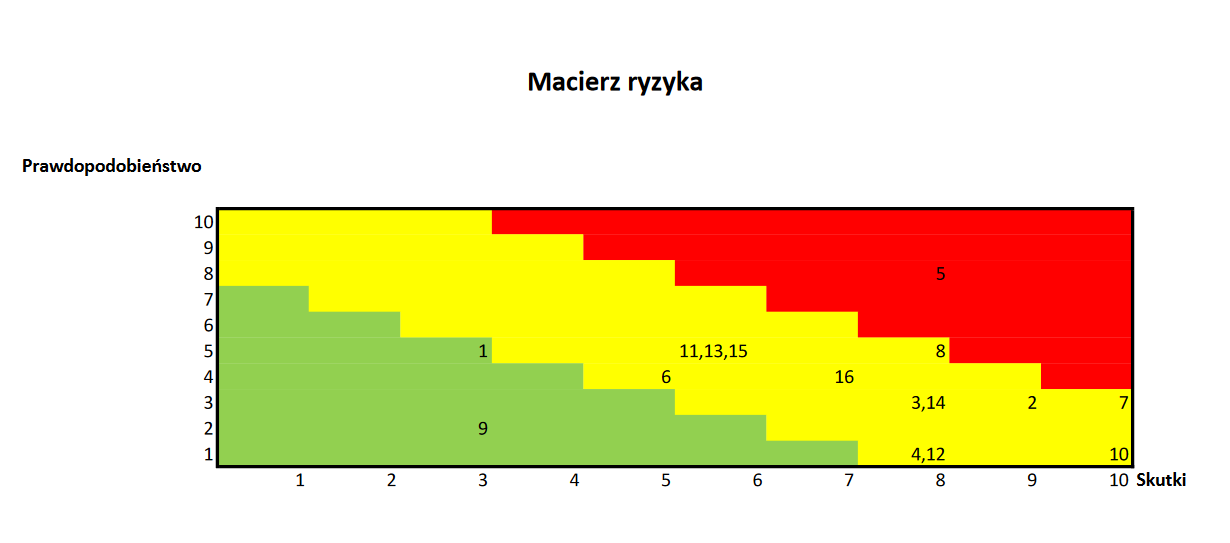 Macierz ryzyka
Prawdopodobieństwo
10
9
8 5
7
6
5 1 11,13,15 8
4 6 16
3 3,14 2 7
2 9
1 4,12 10
1 2 3 4 5 6 7 8 9 10 Skutki